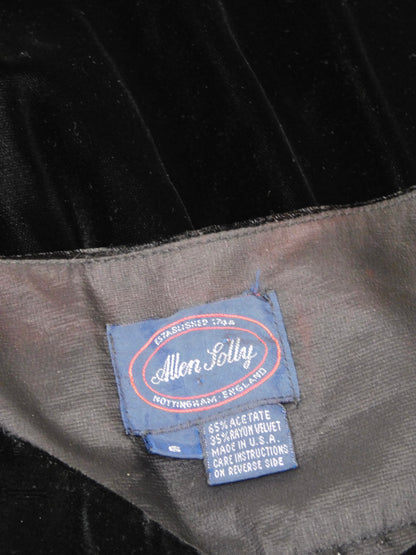 ESTABLISHED 1744
Allen Solly
NOTTINGHAM · ENGLAND
65% ACETATE
35% RAYON VELVET
MADE IN U.S.A.
CARE INSTRUCTIONS
ON REVERSE SIDE